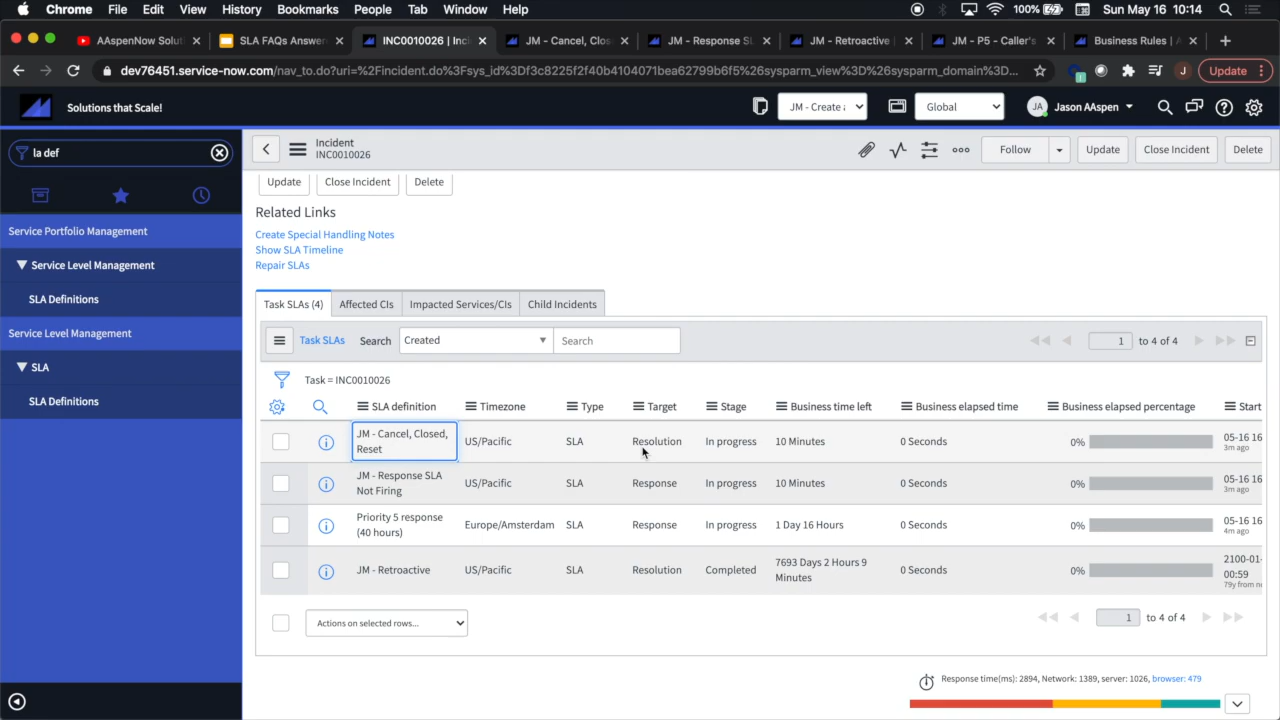 Chrome File Edit View History Bookmarks People Tab Window Help 100% Sun May 16 10:14
AAspenNow Solut SLA FAQs Answer INC0010026 | Inci JM - Cancel, Clos JM - Response SL JM - Retroactive | JM - P5 - Caller's Business Rules | A
dev76451.service-now.com/nav_to.do?uri=%2Fincident.do%3Fsys_id%3Df3c8225f2f40b4104071bea62799b6f5%26sysparm_view%3D%26sysparm_domain%3D... J Update
Solutions that Scale! JM - Create Global JA Jason AAspen
la def
Incident
INC0010026
Follow Update Close Incident Delete
Service Portfolio Management
Service Level Management
SLA Definitions
Service Level Management
SLA
SLA Definitions
Update Close Incident Delete
Related Links
Create Special Handling Notes
Show SLA Timeline
Repair SLAs
Task SLAs (4) Affected CIs Impacted Services/CIs Child Incidents
Task SLAs Search Created Search 1 to 4 of 4
Task = INC0010026
SLA definition Timezone Type Target Stage Business time left Business elapsed time Business elapsed percentage Start
JM - Cancel, Closed, Reset US/Pacific SLA Resolution In progress 10 Minutes 0 Seconds 0% 05-16 16 3m ago
JM - Response SLA Not Firing US/Pacific SLA Response In progress 10 Minutes 0 Seconds 0% 05-16 16 3m ago
Priority 5 response (40 hours) Europe/Amsterdam SLA Response In progress 1 Day 16 Hours 0 Seconds 0% 05-16 16 4m ago
JM - Retroactive US/Pacific SLA Resolution Completed 7693 Days 2 Hours 9 Minutes 0 Seconds 0% 2100-01- 00:59 79y from n
Actions on selected rows... 1 to 4 of 4
Response time(ms): 2894, Network: 1389, server: 1026, browser: 479